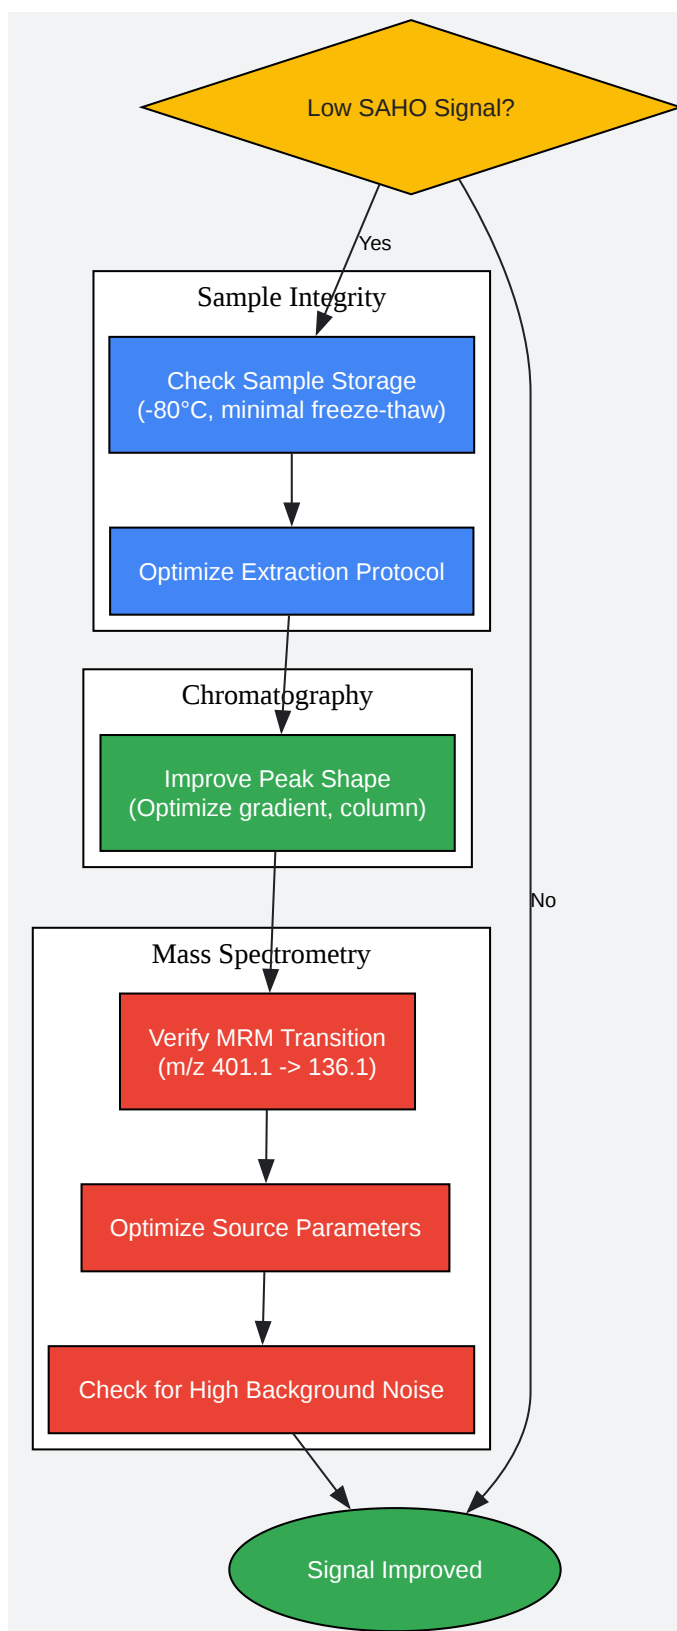 Low SAHO Signal?
Yes
Sample Integrity
Check Sample Storage
(-80°C, minimal freeze-thaw)
Optimize Extraction Protocol
Chromatography
Improve Peak Shape
(Optimize gradient, column)
No
Mass Spectrometry
Verify MRM Transition
(m/z 401.1 -> 136.1)
Optimize Source Parameters
Check for High Background Noise
Signal Improved